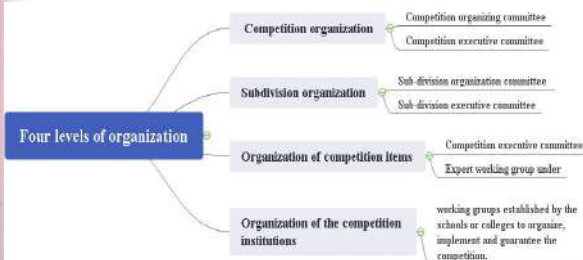 Four levels of organization
Competition organization
Competition organizing committee
Competition executive committee
Subdivision organization
Sub-division organization committee
Sub-division executive committee
Organization of competition items
Competition executive committee
Expert working group under
Organization of the competition
institutions
working groups established by the
schools or colleges to organize,
implement and guarantee the
competition.